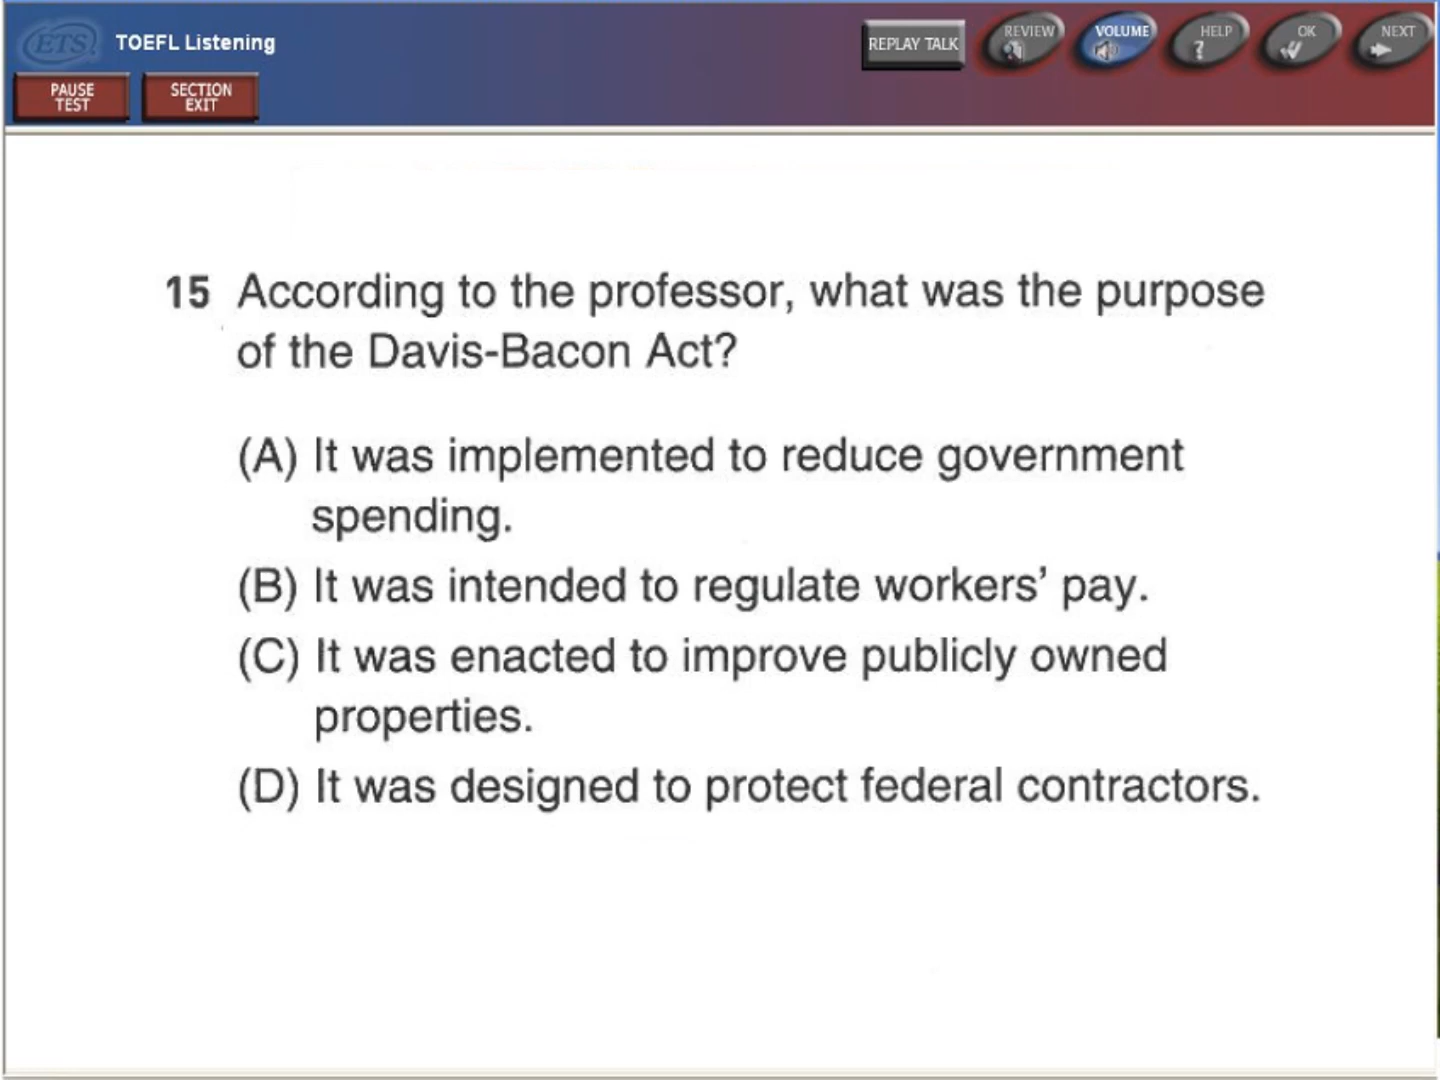 ETS
TOEFL Listening
REPLAY TALK
REVIEW
VOLUME
HELP
OK
NEXT
PAUSE
TEST
SECTION
EXIT
15 According to the professor, what was the purpose
of the Davis-Bacon Act?
(A) It was implemented to reduce government
spending.
(B) It was intended to regulate workers’ pay.
(C) It was enacted to improve publicly owned
properties.
(D) It was designed to protect federal contractors.